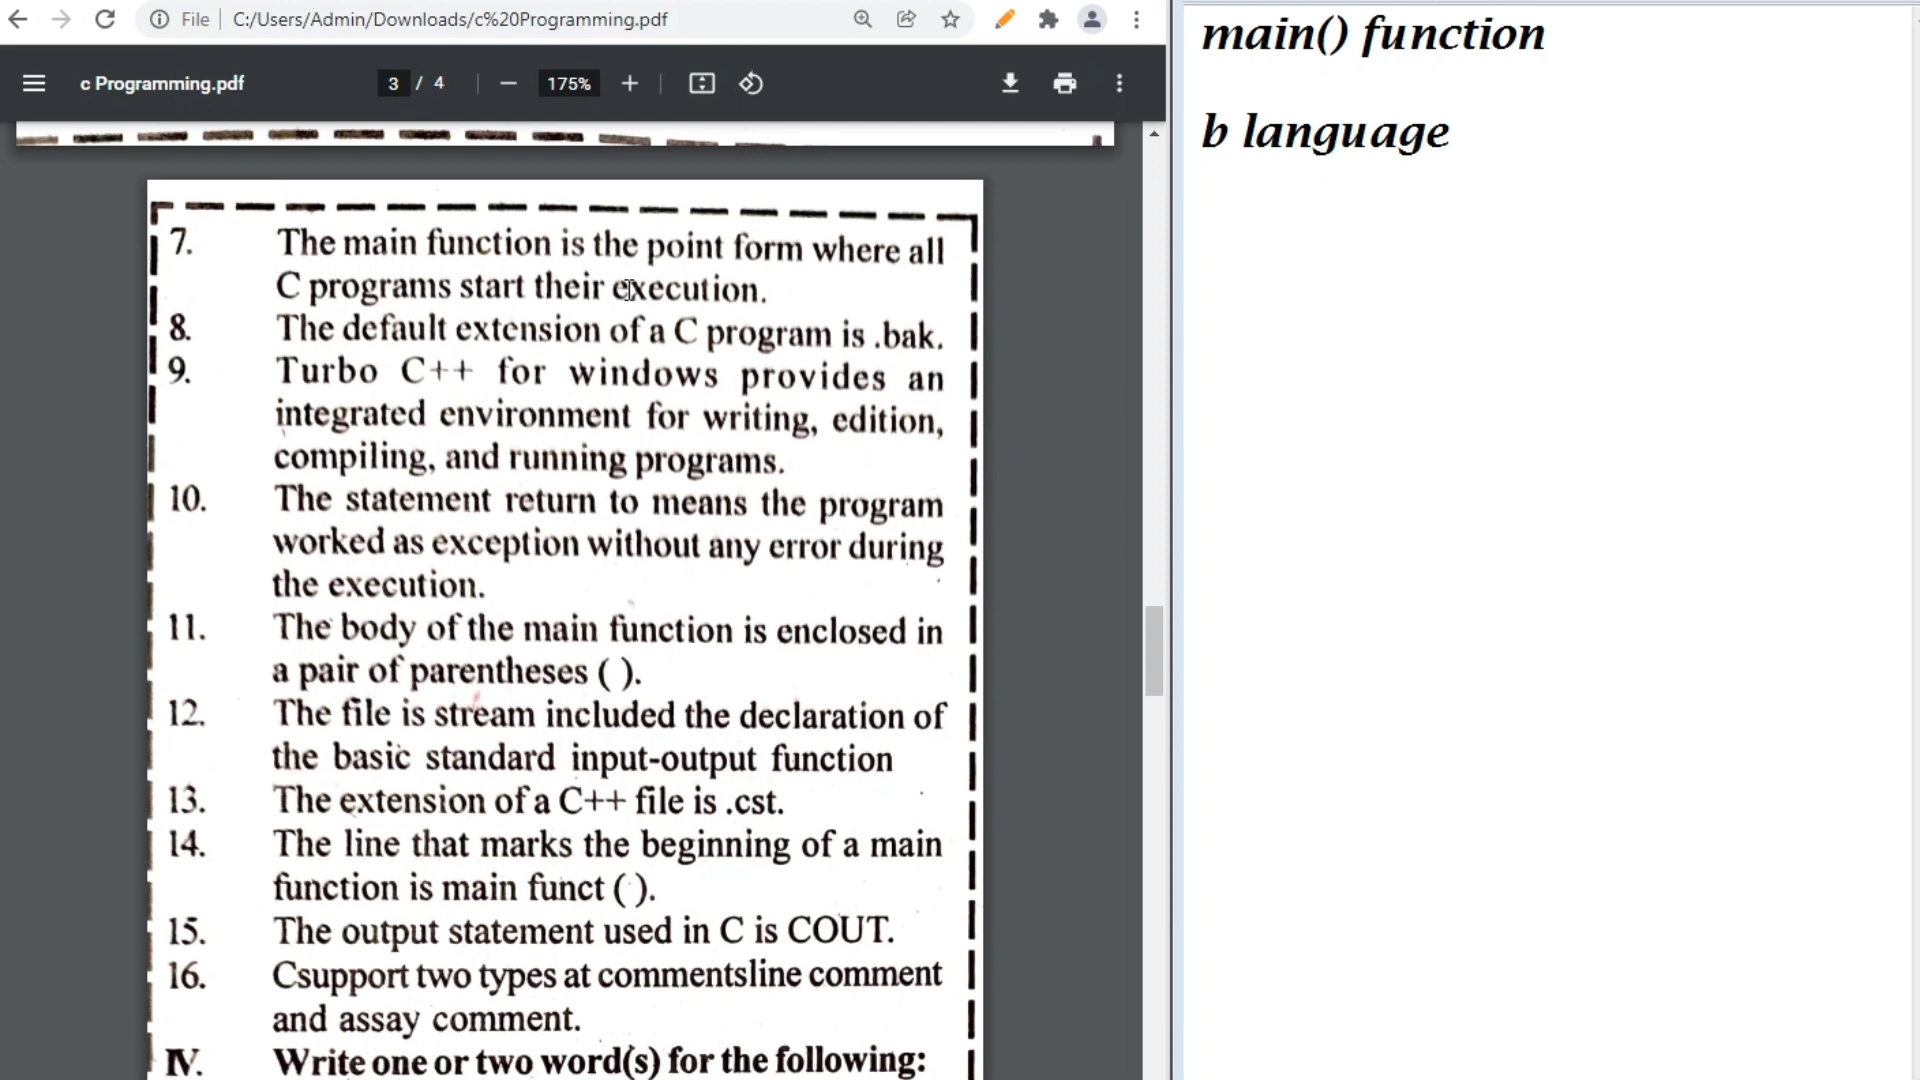 File
C:/Users/Admin/Downloads/c%20Programming.pdf
c Programming.pdf
3 / 4
175%
7. The main function is the point form where all
C programs start their execution.
8. The default extension of a C program is .bak.
9. Turbo C++ for windows provides an
integrated environment for writing, edition,
compiling, and running programs.
10. The statement return to means the program
worked as exception without any error during
the execution.
11. The body of the main function is enclosed in
a pair of parentheses ( ).
12. The file is stream included the declaration of
the basic standard input-output function
13. The extension of a C++ file is .cst.
14. The line that marks the beginning of a main
function is main funct ( ).
15. The output statement used in C is COUT.
16. Csupport two types at commentsline comment
and assay comment.
IV. Write one or two word(s) for the following:
main() function
b language